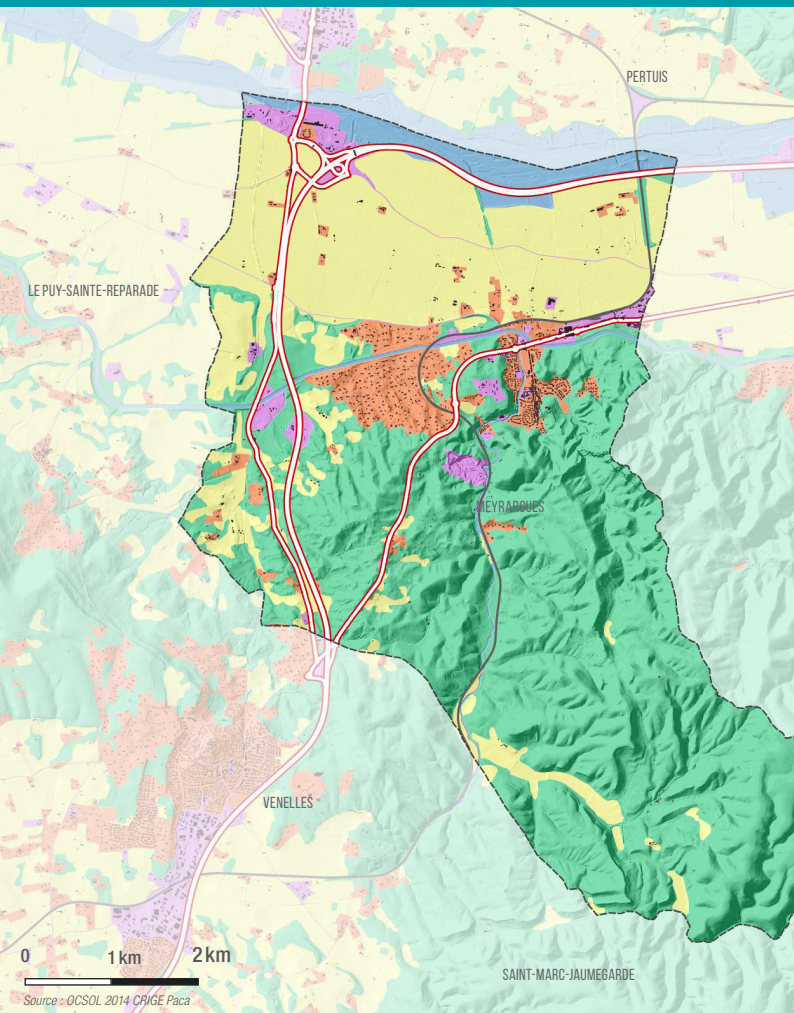 PERTUIS
LE PUY-SAINTE-REPARADE
MEYRARGUES
VENELLES
0 1 km 2 km
SAINT-MARC-JAUMEGARDE
Source : OCSOL 2014 CRIGE Paca